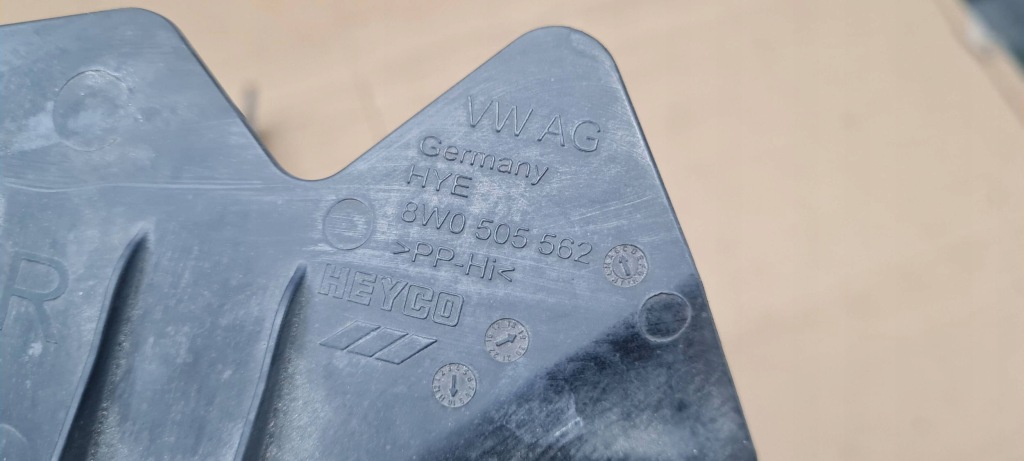 VW AG
Germany
HYE
8W0 505 562
>PP-Hi<
HEYCO
R